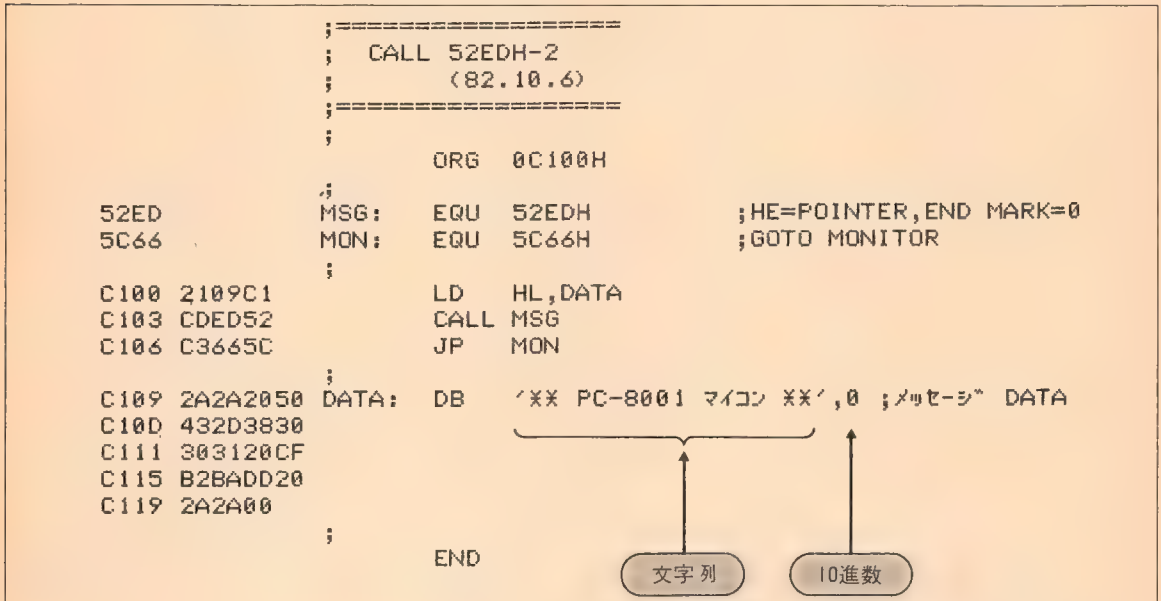 ;===================
;  CALL 52EDH-2
;       (82.10.6)
;===================
;
ORG 0C100H
;
52ED MSG: EQU 52EDH ;HE=POINTER,END MARK=0
5C66 MON: EQU 5C66H ;GOTO MONITOR
;
C100 2109C1 LD HL,DATA
C103 CDED52 CALL MSG
C106 C3665C JP MON
;
C109 2A2A2050 DATA: DB '** PC-8001 マイコン **',0 ;メッセージ DATA
C10D 432D3830
C111 303120CF
C115 B2BADD20
C119 2A2A00
;
END
文字列 10進数